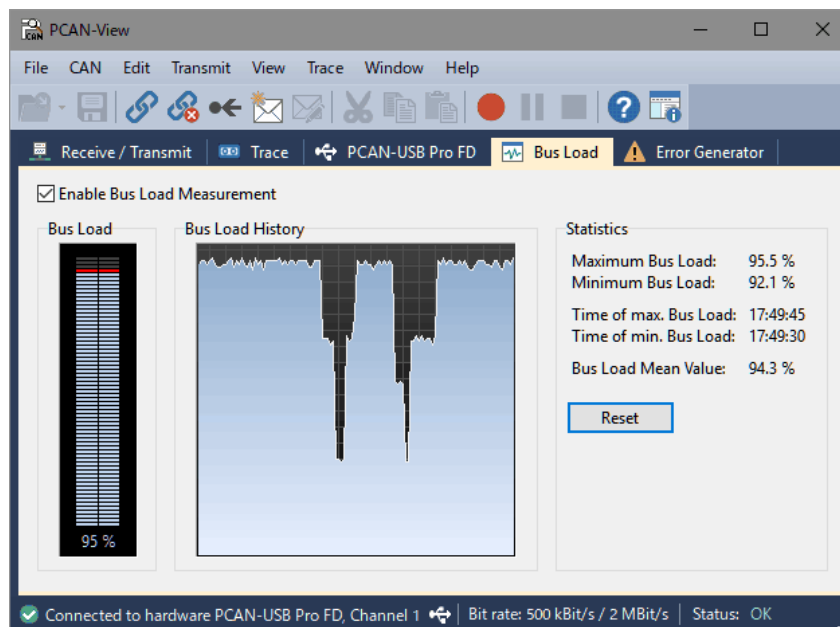 PCAN-View
File CAN Edit Transmit View Trace Window Help
Receive / Transmit Trace PCAN-USB Pro FD Bus Load Error Generator
Enable Bus Load Measurement
Bus Load Bus Load History Statistics
Maximum Bus Load: 95.5 %
Minimum Bus Load: 92.1 %
Time of max. Bus Load: 17:49:45
Time of min. Bus Load: 17:49:30
Bus Load Mean Value: 94.3 %
Reset
95 %
Connected to hardware PCAN-USB Pro FD, Channel 1 Bit rate: 500 kBit/s / 2 MBit/s Status: OK